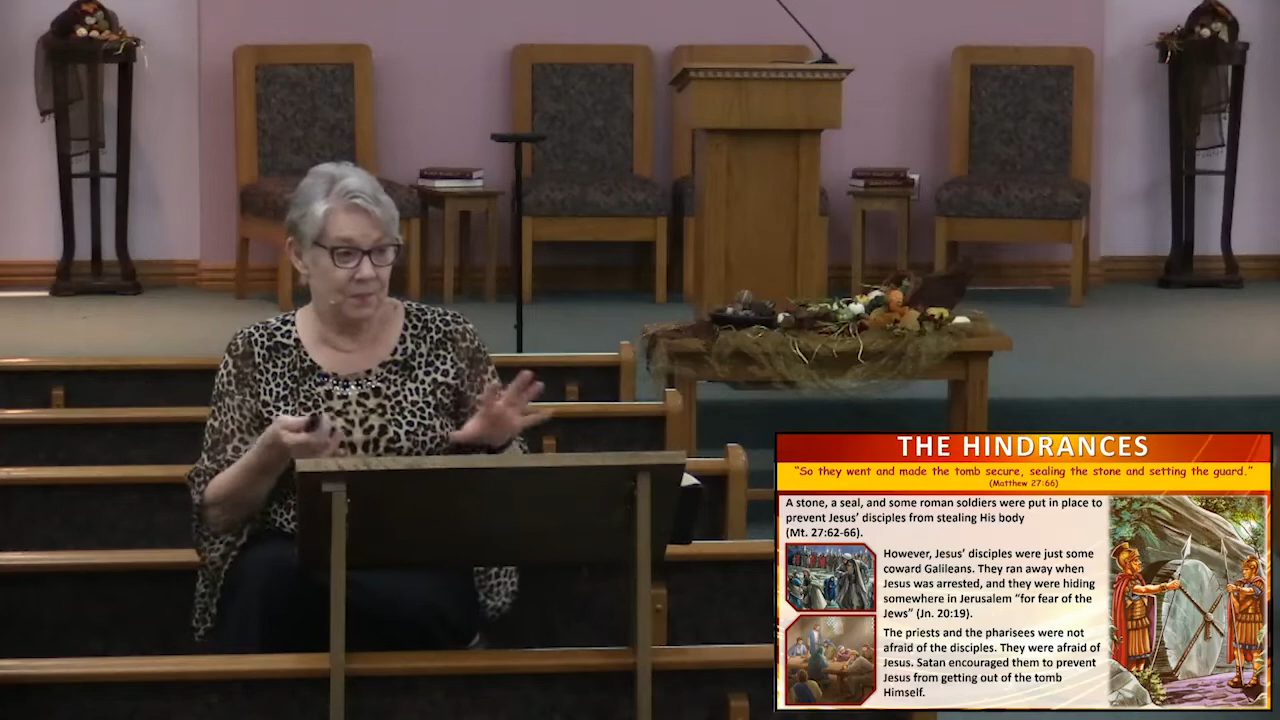 THE HINDRANCES
“So they went and made the tomb secure, sealing the stone and setting the guard.”
(Matthew 27:66)
A stone, a seal, and some roman soldiers were put in place to
prevent Jesus’ disciples from stealing His body
(Mt. 27:62-66).
However, Jesus’ disciples were just some
coward Galileans. They ran away when
Jesus was arrested, and they were hiding
somewhere in Jerusalem “for fear of the
Jews” (Jn. 20:19).
The priests and the pharisees were not
afraid of the disciples. They were afraid of
Jesus. Satan encouraged them to prevent
Jesus from getting out of the tomb
Himself.